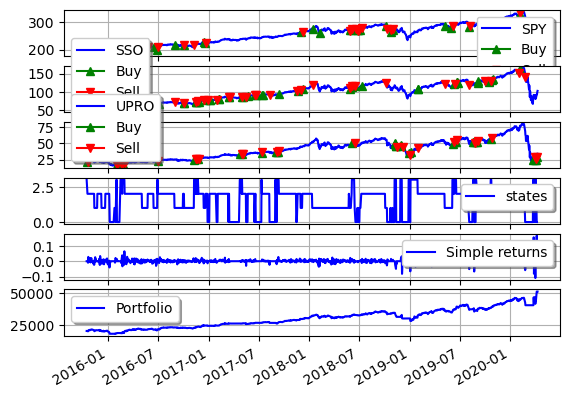 300
200
SPY
Buy
SSO
Buy
Sell
150
100
50
UPRO
Buy
Sell
75
50
25
2.5
0.0
states
0.1
0.0
−0.1
Simple returns
50000
25000
Portfolio
2016-01
2016-07
2017-01
2017-07
2018-01
2018-07
2019-01
2019-07
2020-01